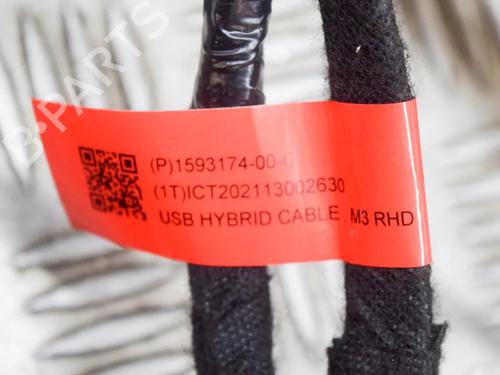 B-PARTS
(P)1593174-00-C
(1T)ICT202113002630
USB HYBRID CABLE , M3 RHD